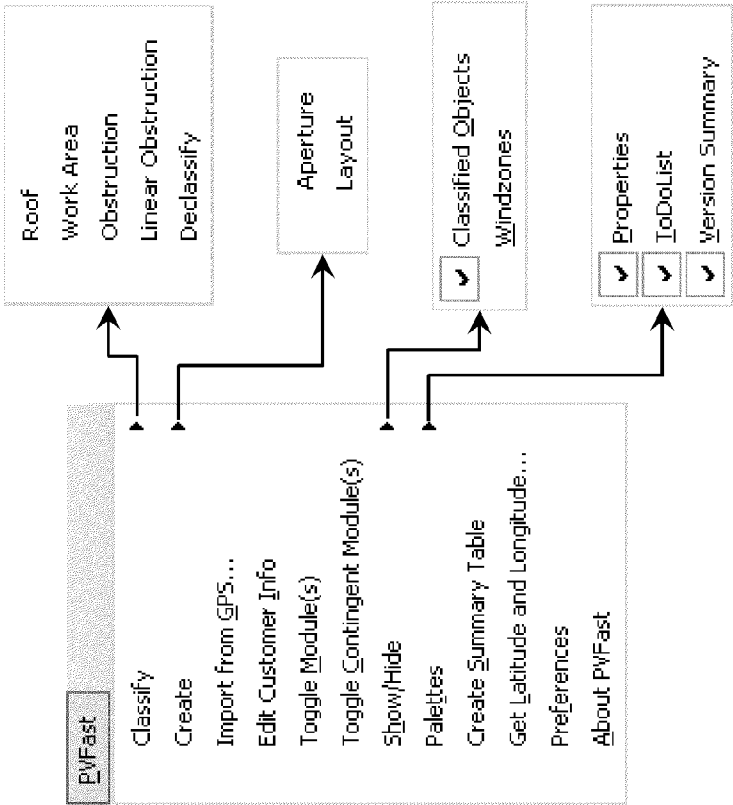 PVFast
Classify
Create
Import from GPS...
Edit Customer Info
Toggle Module(s)
Toggle Contingent Module(s)
Show/Hide
Palettes
Create Summary Table
Get Latitude and Longitude...
Preferences
About PVFast
Roof
Work Area
Obstruction
Linear Obstruction
Declassify
Aperture
Layout
Classified Objects
Windzones
Properties
ToDoList
Version Summary